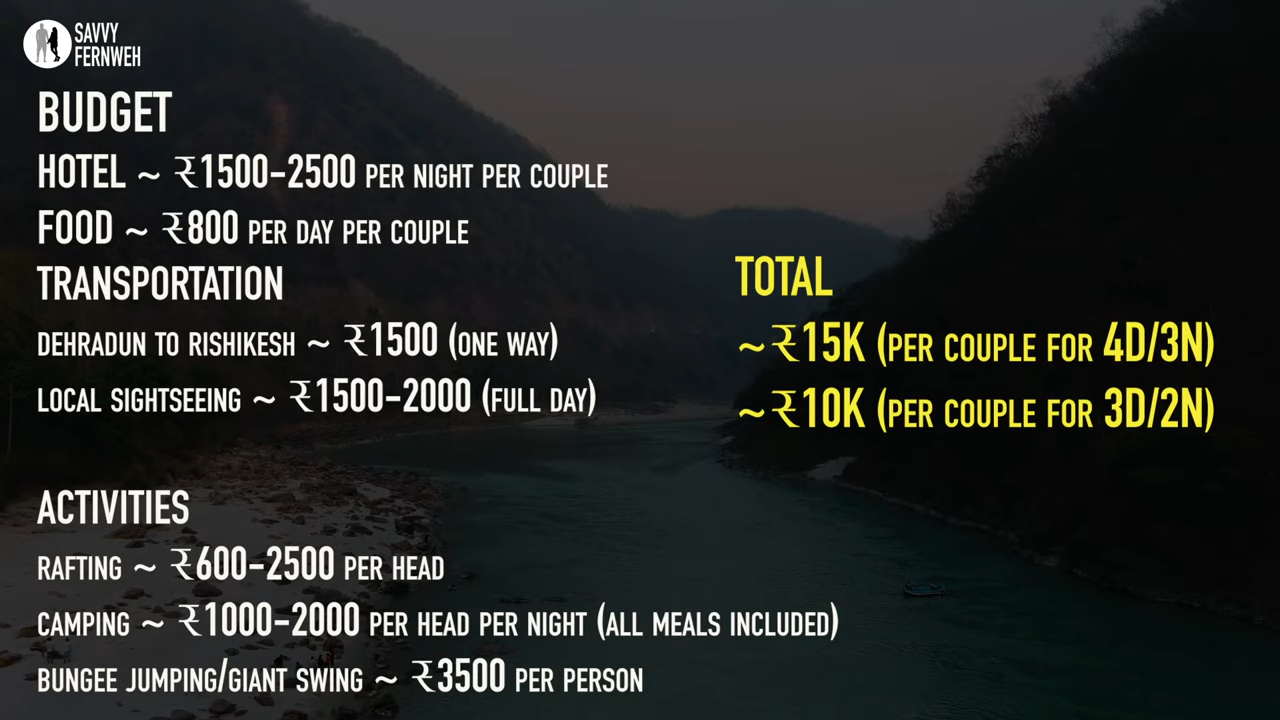 SAVVY
FERNWEH
BUDGET
HOTEL ~ ₹1500-2500 PER NIGHT PER COUPLE
FOOD ~ ₹800 PER DAY PER COUPLE
TRANSPORTATION
DEHRADUN TO RISHIKESH ~ ₹1500 (ONE WAY)
LOCAL SIGHTSEEING ~ ₹1500-2000 (FULL DAY)
TOTAL
~₹15K (PER COUPLE FOR 4D/3N)
~₹10K (PER COUPLE FOR 3D/2N)
ACTIVITIES
RAFTING ~ ₹600-2500 PER HEAD
CAMPING ~ ₹1000-2000 PER HEAD PER NIGHT (ALL MEALS INCLUDED)
BUNGEE JUMPING/GIANT SWING ~ ₹3500 PER PERSON